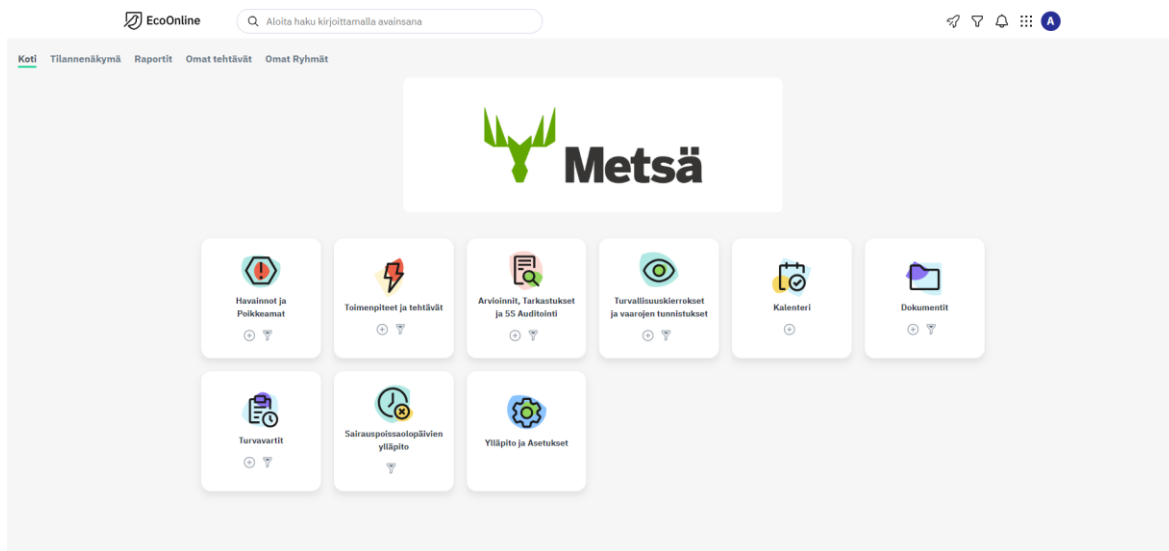 EcoOnline
Aloita haku kirjoittamalla avainsana
A
Koti
Tilannenäkymä
Raportit
Omat tehtävät
Omat Ryhmät
Metsä
Havainnot ja
Poikkeamat
Toimenpiteet ja tehtävät
Arvioinnit, Tarkastukset
ja 5S Auditointi
Turvallisuuskierrokset
ja vaarojen tunnistukset
Kalenteri
Dokumentit
Turvavartit
Sairauspoissaolopäivien
ylläpito
Ylläpito ja Asetukset